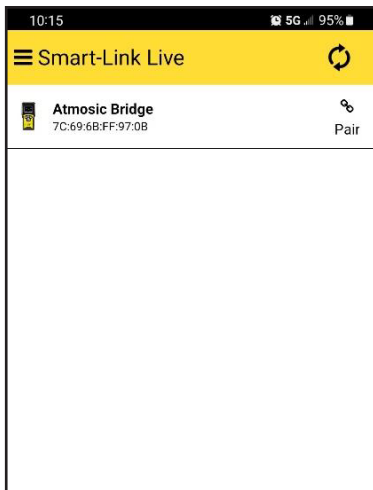 10:15 5G 95%
Smart-Link Live
Atmosic Bridge
7C:69:6B:FF:97:0B
Pair